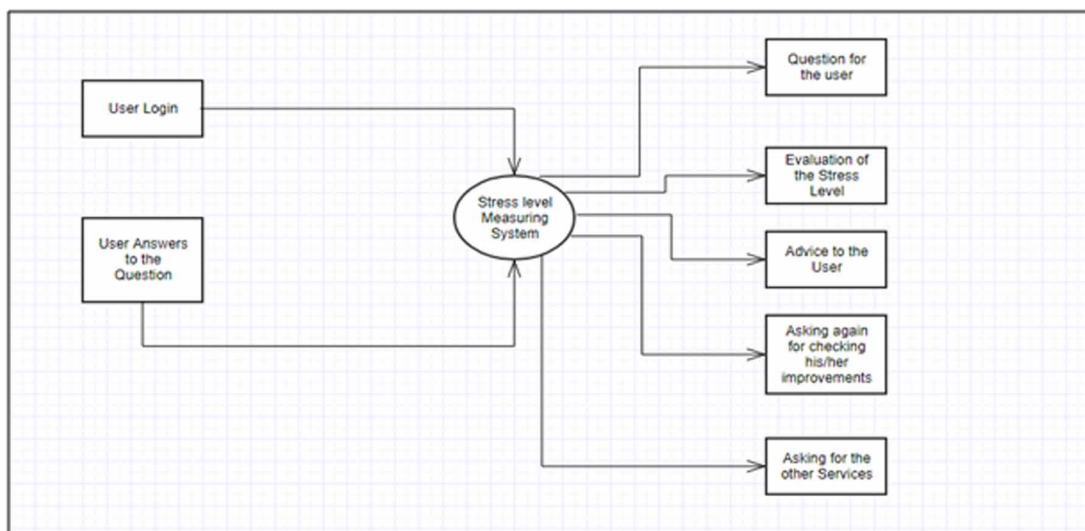 User Login
User Answers
to the
Question
Stress level
Measuring
System
Question for
the user
Evaluation of
the Stress
Level
Advice to the
User
Asking again
for checking
his/her
improvements
Asking for the
other Services